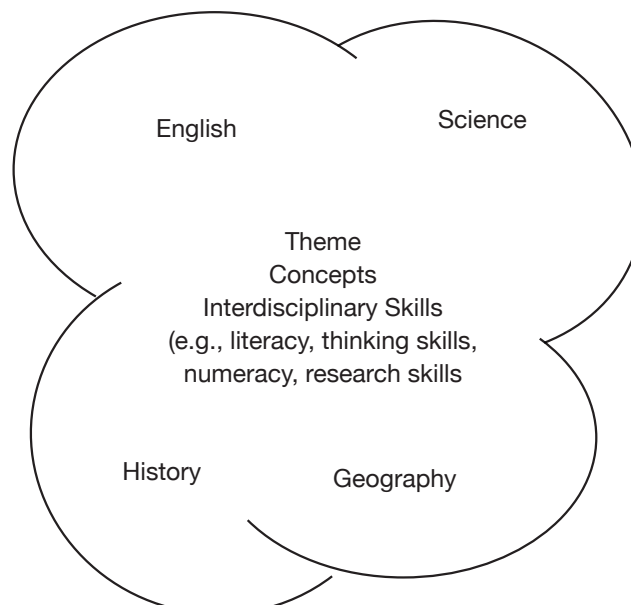 English
Science
Theme
Concepts
Interdisciplinary Skills
(e.g., literacy, thinking skills,
numeracy, research skills
History
Geography